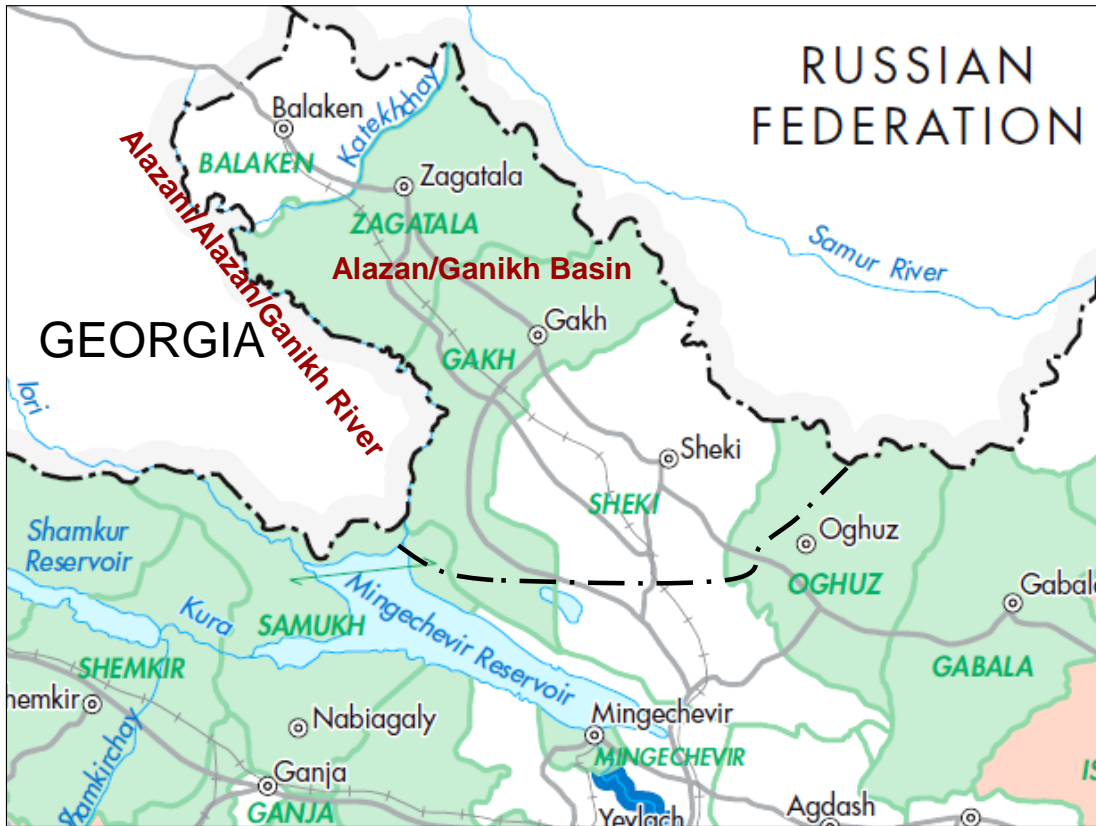 RUSSIAN
FEDERATION
Balaken
Katekhchay
BALAKEN
Zagatala
ZAGATALA
Alazani/Alazan/Ganikh River
Samur River
Alazan/Ganikh Basin
GEORGIA
Gakh
GAKH
Iori
Sheki
SHEKI
Shamkur
Reservoir
Oghuz
OGHUZ
Mingechevir Reservoir
Gabala
Kura
SAMUKH
SHEMKIR
GABALA
hemkir
Nabiagaly
Mingechevir
MINGECHEVIR
hamkirchay
Ganja
GANJA
IS
Yevlach
Agdash